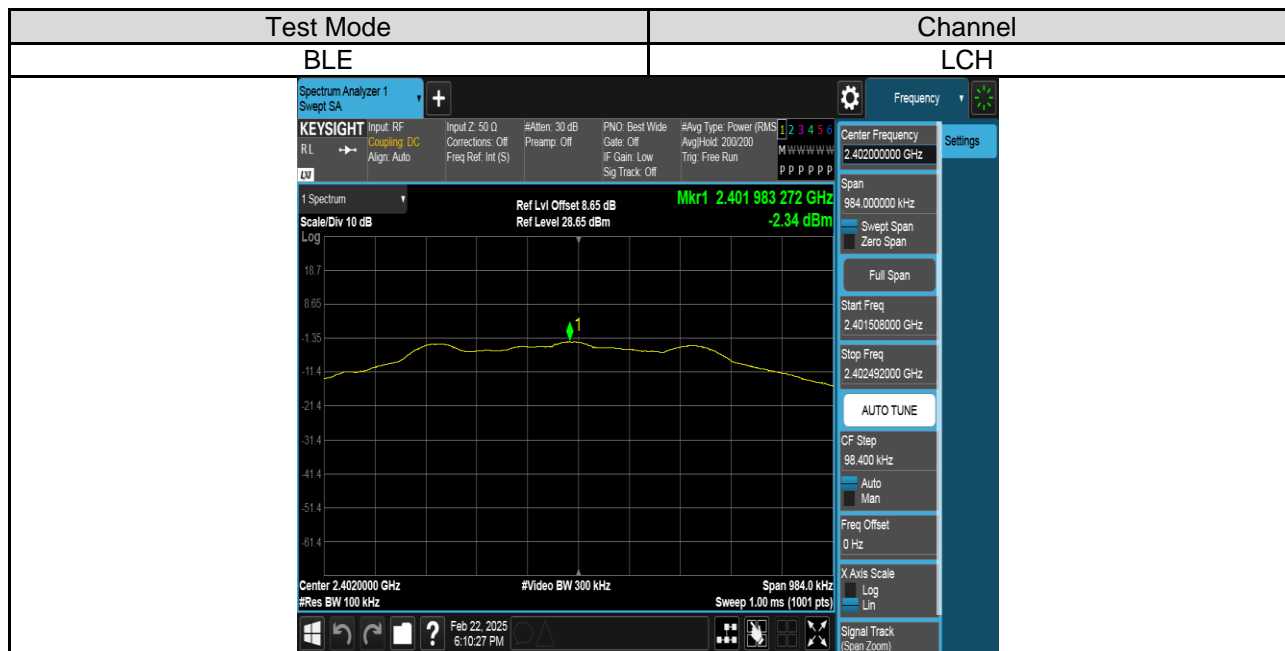 Test Mode
Channel
BLE
LCH
Spectrum Analyzer 1
Swept SA
+
Frequency
KEYSIGHT
RL
LXI
Input: RF
Coupling: DC
Align: Auto
Input Z: 50 Ω
Corrections: Off
Freq Ref: Int (S)
#Atten: 30 dB
Preamp: Off
PNO: Best Wide
Gate: Off
IF Gain: Low
Sig Track: Off
#Avg Type: Power (RMS
Avg|Hold: 200/200
Trig: Free Run
1 2 3 4 5 6
M W W W W W
P P P P P P
1 Spectrum
Scale/Div 10 dB
Log
Ref Lvl Offset 8.65 dB
Ref Level 28.65 dBm
Mkr1 2.401 983 272 GHz
-2.34 dBm
18.7
8.65
-1.35
-11.4
-21.4
-31.4
-41.4
-51.4
-61.4
1
Center 2.4020000 GHz
#Res BW 100 kHz
#Video BW 300 kHz
Span 984.0 kHz
Sweep 1.00 ms (1001 pts)
Center Frequency
2.402000000 GHz
Settings
Span
984.000000 kHz
Swept Span
Zero Span
Full Span
Start Freq
2.401508000 GHz
Stop Freq
2.402492000 GHz
AUTO TUNE
CF Step
98.400 kHz
Auto
Man
Freq Offset
0 Hz
X Axis Scale
Log
Lin
Signal Track
(Span Zoom)
?
Feb 22, 2025
6:10:27 PM